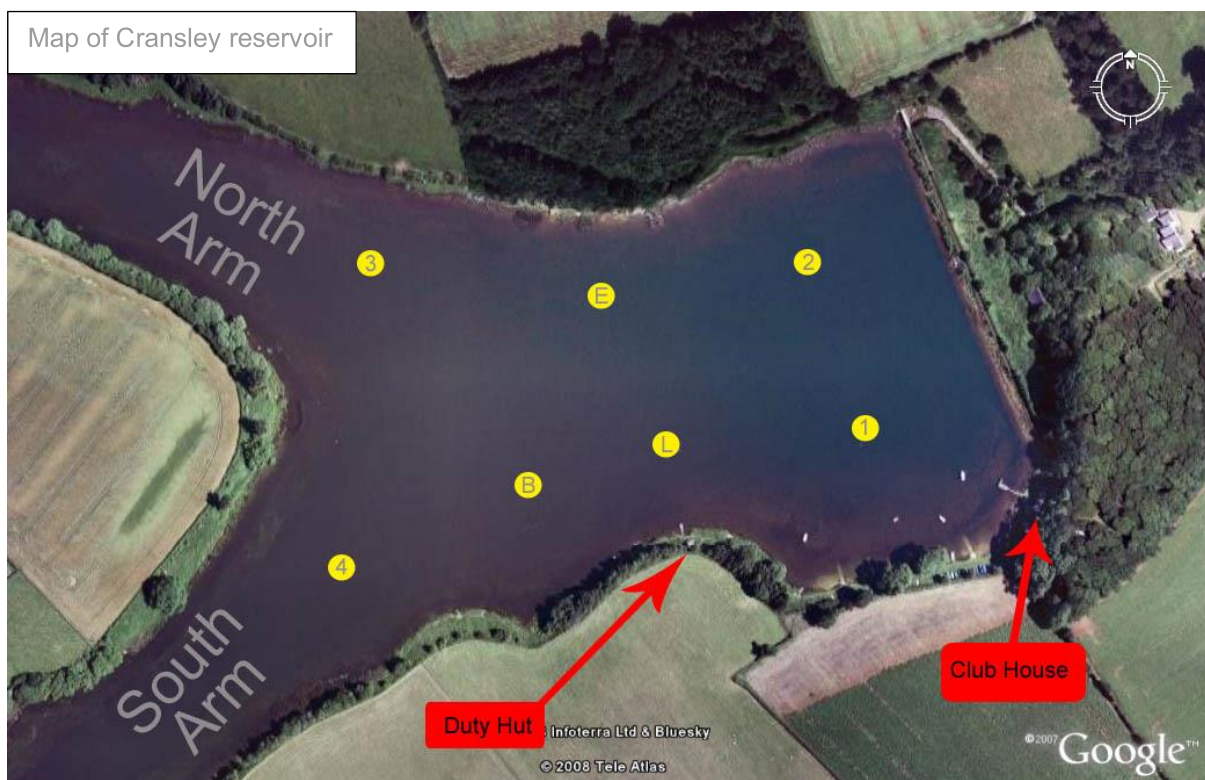 Map of Cransley reservoir
N
North
Arm
3
2
E
1
L
B
4
South
Arm
Duty Hut
Club House
Infoterra Ltd & Bluesky
© 2008 Tele Atlas
©2007 Google™